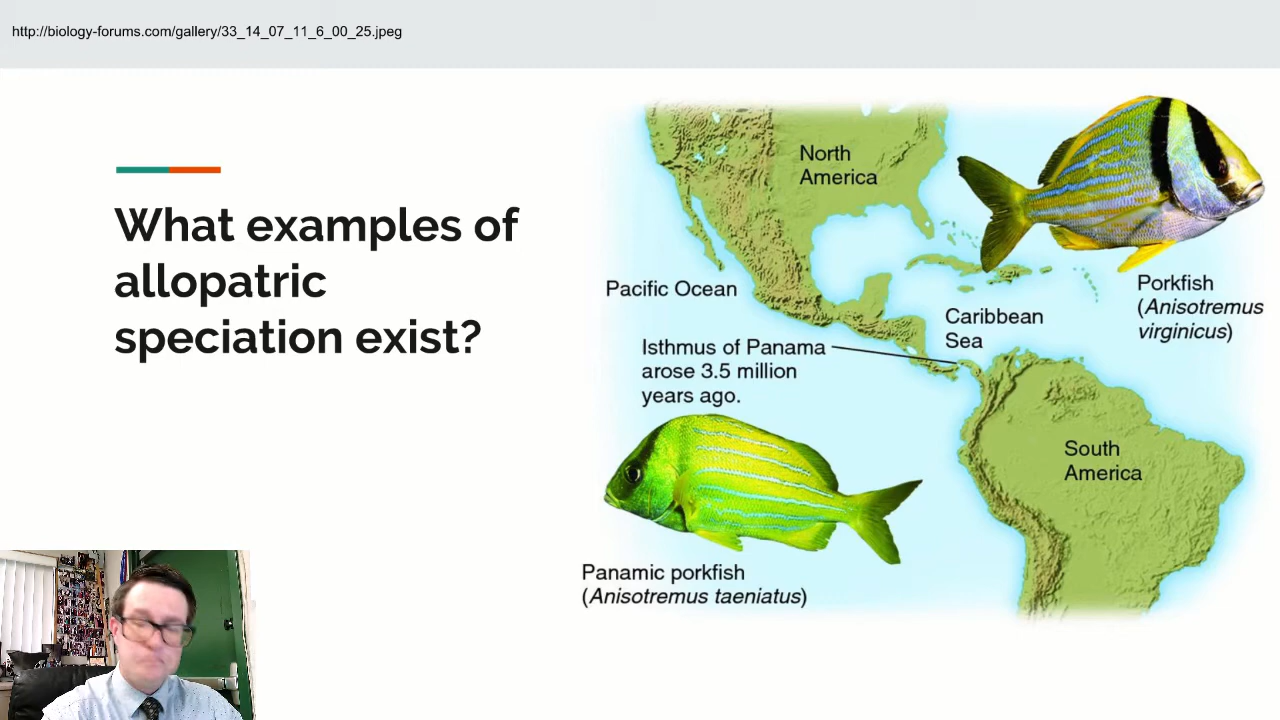 http://biology-forums.com/gallery/33_14_07_11_6_00_25.jpeg
What examples of
allopatric
speciation exist?
North
America
Pacific Ocean
Porkfish
(Anisotremus
virginicus)
Caribbean
Sea
Isthmus of Panama
arose 3.5 million
years ago.
South
America
Panamic porkfish
(Anisotremus taeniatus)